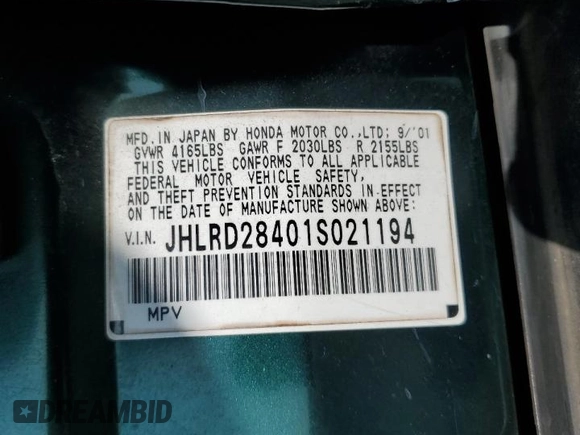 MFD. IN JAPAN BY HONDA MOTOR CO., LTD: 9/'01
GVWR 4165LBS GAWR F 2030LBS R 2155LBS
THIS VEHICLE CONFORMS TO ALL APPLICABLE
FEDERAL MOTOR VEHICLE SAFETY,
AND THEFT PREVENTION STANDARDS IN EFFECT
ON THE DATE OF MANUFACTURE SHOWN ABOVE:
V.I.N. JHLRD28401S021194
MPV
DREAMBID